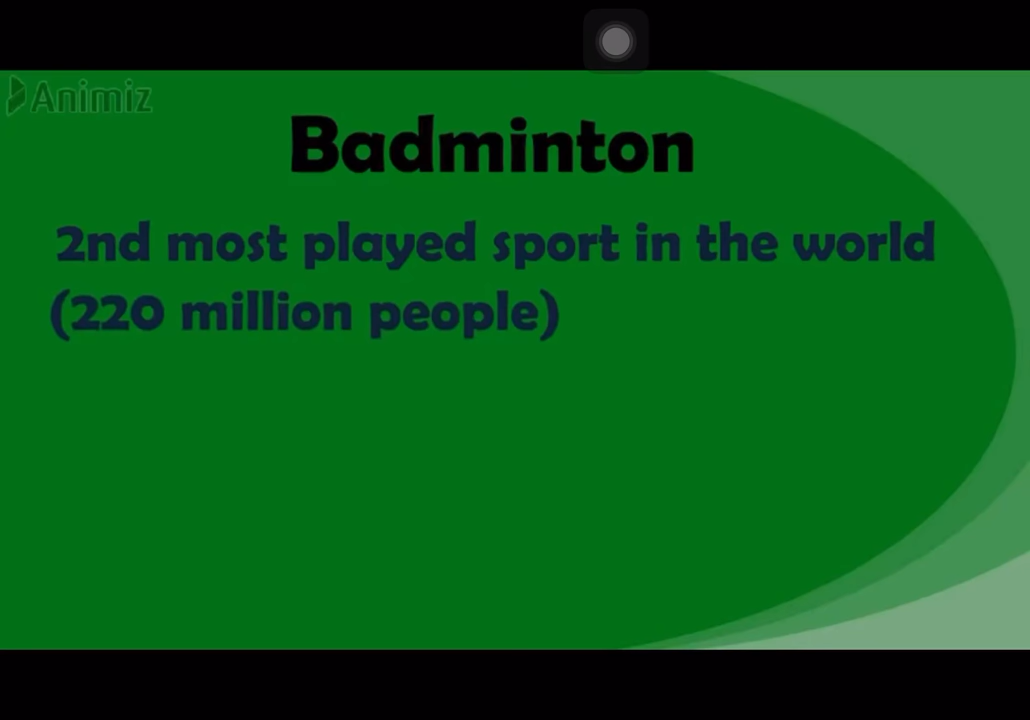 Animiz
Badminton
2nd most played sport in the world
(220 million people)